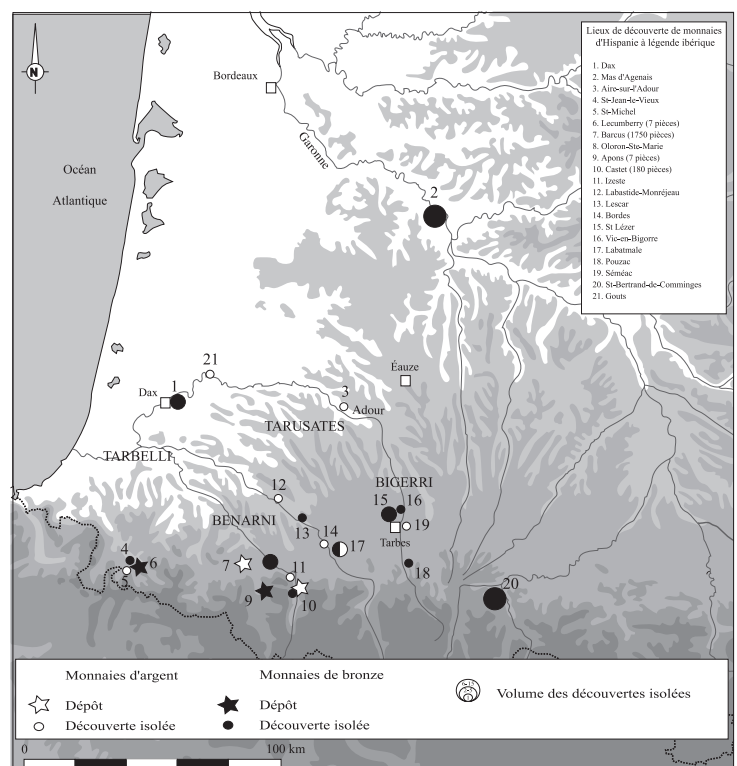 Lieux de découverte de monnaies
d'Hispanie à légende ibérique
1. Dax
2. Mas d'Agenais
3. Aire-sur-l'Adour
4. St-Jean-le-Vieux
5. St-Michel
6. Lecumberry (7 pièces)
7. Barcus (1750 pièces)
8. Oloron-Ste-Marie
9. Apons (7 pièces)
10. Castet (180 pièces)
11. Izeste
12. Labastide-Monréjeau
13. Lescar
14. Bordes
15. St Lézer
16. Vic-en-Bigorre
17. Labatmale
18. Pouzac
19. Séméac
20. St-Bertrand-de-Comminges
21. Gouts
N
Bordeaux
Garonne
Océan
Atlantique
2
21
Éauze
Dax 1
3
Adour
TARUSATES
TARBELLI
BIGERRI
12
15 16
BENARNI
13
19
14
Tarbes
17
4
7
6
18
5
11
9
10
20
Monnaies d'argent
Monnaies de bronze
Dépôt
Dépôt
Volume des découvertes isolées
Découverte isolée
Découverte isolée
0 100 km